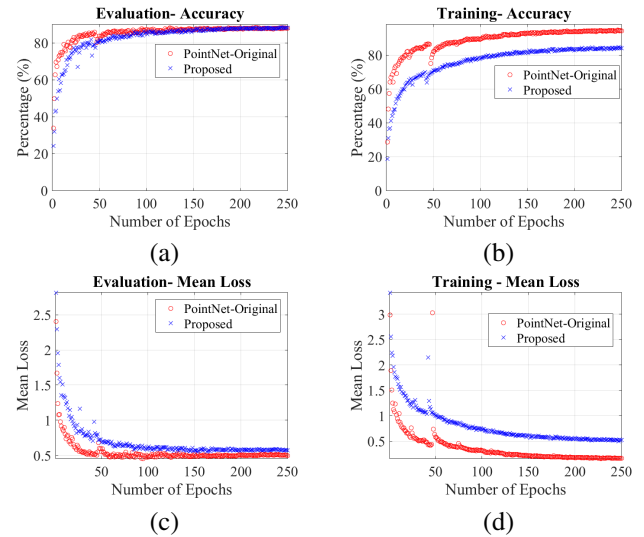 Evaluation- Accuracy
80
60
40
20
0
0
50
100
150
200
250
Percentage (%)
Number of Epochs
PointNet-Original
Proposed
(a)
Training- Accuracy
80
60
40
20
0
0
50
100
150
200
250
Percentage (%)
Number of Epochs
PointNet-Original
Proposed
(b)
Evaluation- Mean Loss
2.5
2
1.5
1
0.5
50
100
150
200
250
Mean Loss
Number of Epochs
PointNet-Original
Proposed
(c)
Training - Mean Loss
3
2.5
2
1.5
1
0.5
50
100
150
200
250
Mean Loss
Number of Epochs
PointNet-Original
Proposed
(d)